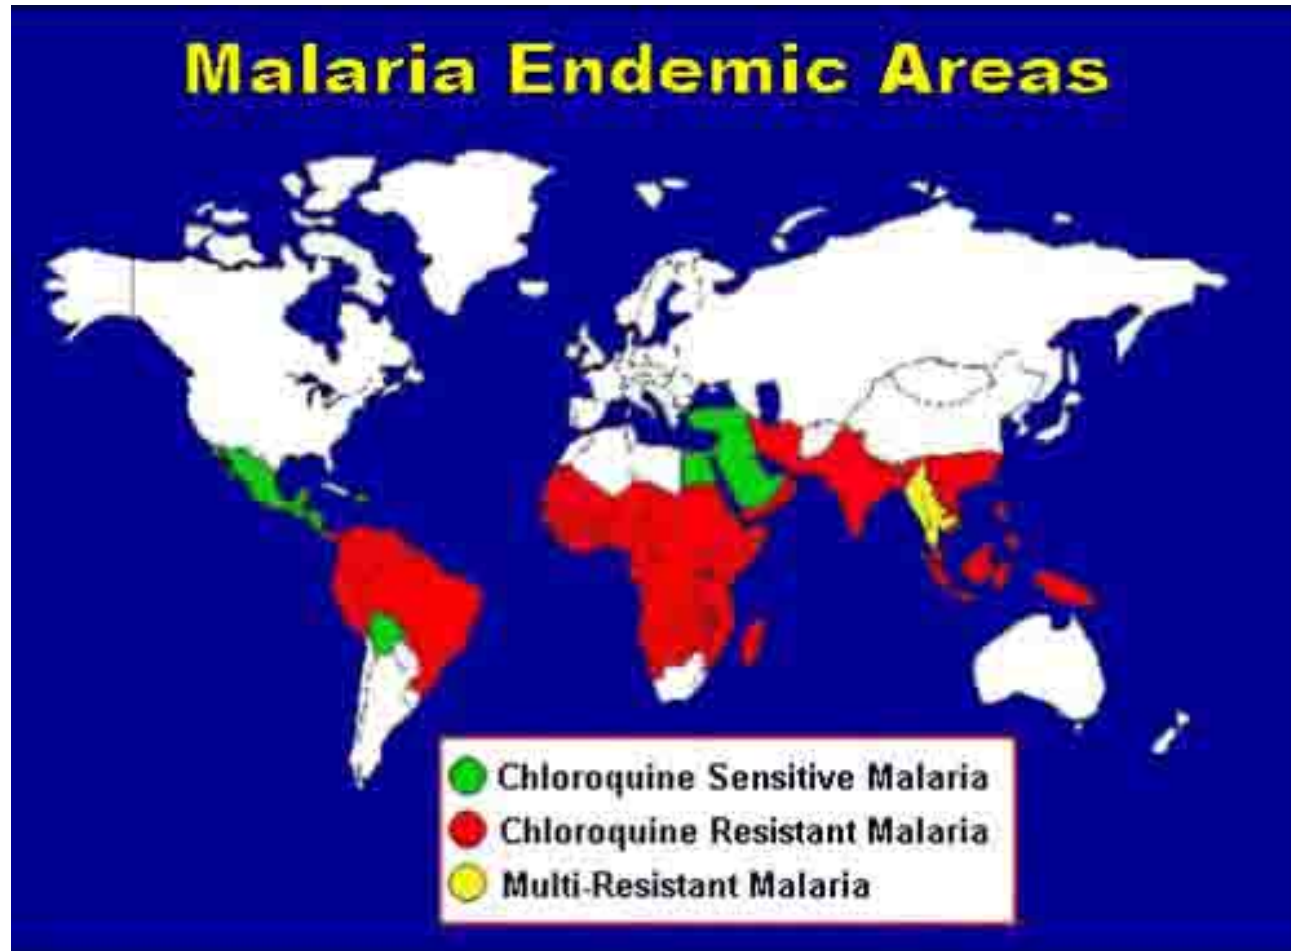 Malaria Endemic Areas
Chloroquine Sensitive Malaria
Chloroquine Resistant Malaria
Multi-Resistant Malaria